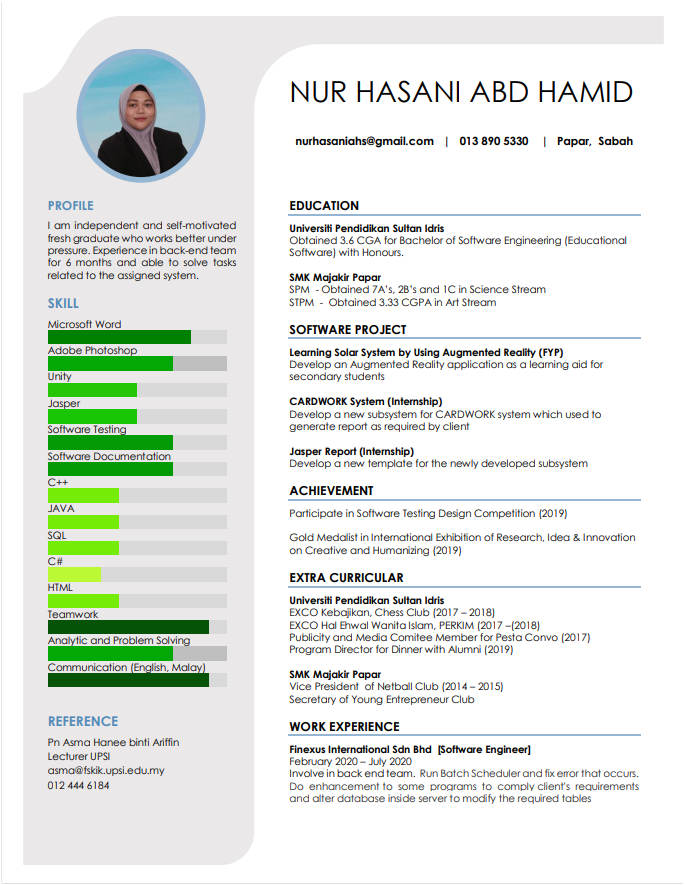 NUR HASANI ABD HAMID
nurhasaniahs@gmail.com | 013 890 5330 | Papar, Sabah
PROFILE
I am independent and self-motivated
fresh graduate who works better under
pressure. Experience in back-end team
for 6 months and able to solve tasks
related to the assigned system.
SKILL
Microsoft Word
Adobe Photoshop
Unity
Jasper
Software Testing
Software Documentation
C++
JAVA
SQL
C#
HTML
Teamwork
Analytic and Problem Solving
Communication (English, Malay)
REFERENCE
Pn Asma Hanee binti Ariffin
Lecturer UPSI
asma@fskik.upsi.edu.my
012 444 6184
EDUCATION
Universiti Pendidikan Sultan Idris
Obtained 3.6 CGA for Bachelor of Software Engineering (Educational
Software) with Honours.
SMK Majakir Papar
SPM - Obtained 7A's, 2B's and 1C in Science Stream
STPM - Obtained 3.33 CGPA in Art Stream
SOFTWARE PROJECT
Learning Solar System by Using Augmented Reality (FYP)
Develop an Augmented Reality application as a learning aid for
secondary students
CARDWORK System (Internship)
Develop a new subsystem for CARDWORK system which used to
generate report as required by client
Jasper Report (Internship)
Develop a new template for the newly developed subsystem
ACHIEVEMENT
Participate in Software Testing Design Competition (2019)
Gold Medalist in International Exhibition of Research, Idea & Innovation
on Creative and Humanizing (2019)
EXTRA CURRICULAR
Universiti Pendidikan Sultan Idris
EXCO Kebajikan, Chess Club (2017 – 2018)
EXCO Hal Ehwal Wanita Islam, PERKIM (2017 –(2018)
Publicity and Media Comitee Member for Pesta Convo (2017)
Program Director for Dinner with Alumni (2019)
SMK Majakir Papar
Vice President of Netball Club (2014 – 2015)
Secretary of Young Entrepreneur Club
WORK EXPERIENCE
Finexus International Sdn Bhd [Software Engineer]
February 2020 – July 2020
Involve in back end team. Run Batch Scheduler and fix error that occurs.
Do enhancement to some programs to comply client's requirements
and alter database inside server to modify the required tables